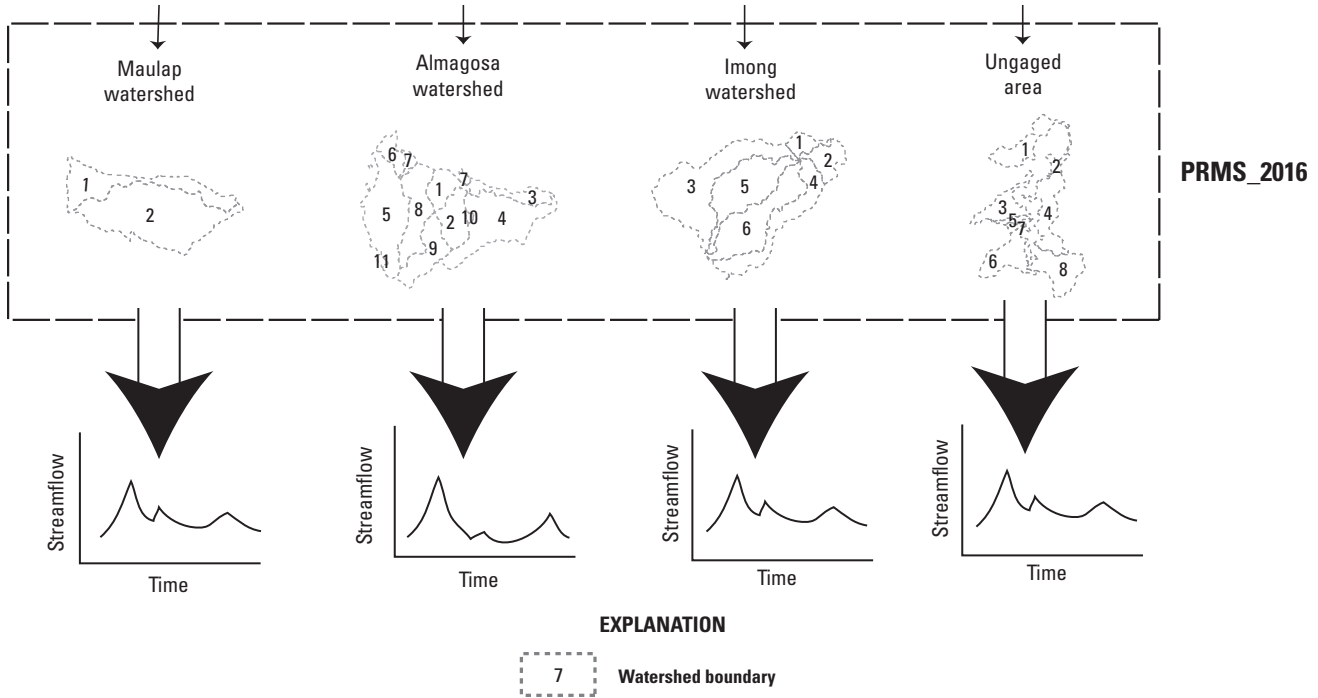 Maulap
watershed
Almagosa
watershed
Imong
watershed
Ungaged
area
PRMS_2016
1
2
6
7
7
1
3
5
8
2
10
4
9
11
1
2
3
5
4
6
1
2
3
4
5
7
6
8
Streamflow
Time
Streamflow
Time
Streamflow
Time
Streamflow
Time
EXPLANATION
7
Watershed boundary